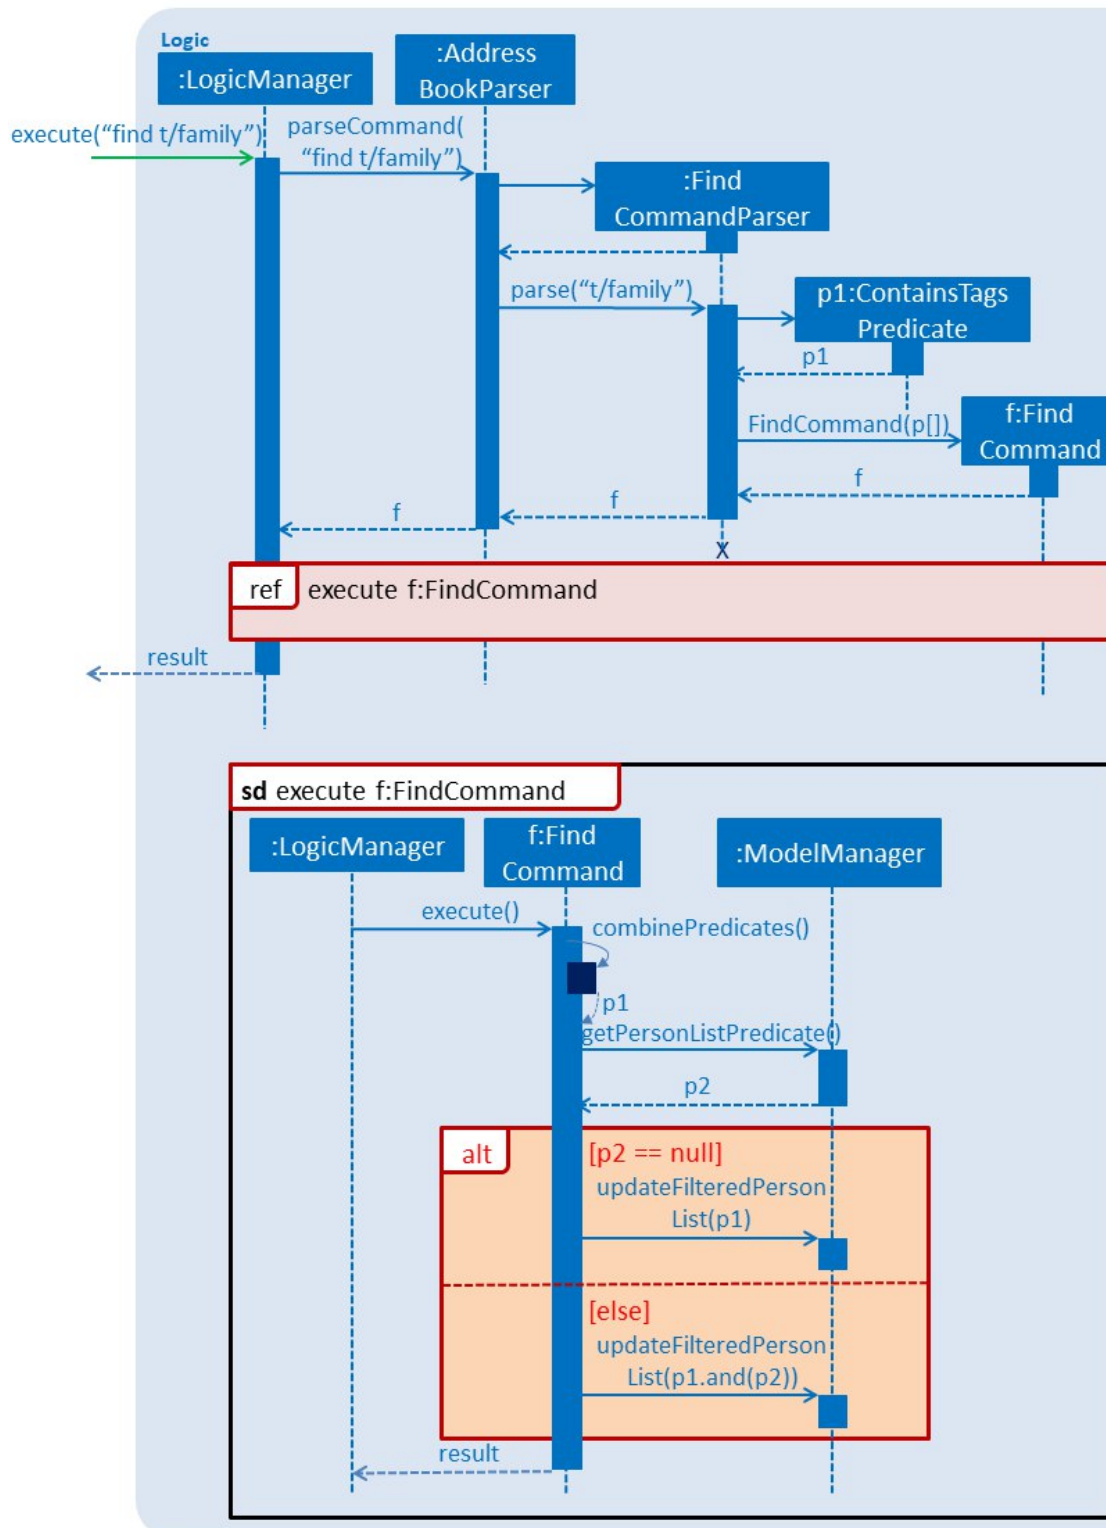 Logic
:LogicManager
:Address
BookParser
execute(“find t/family”)
parseCommand(
“find t/family”)
:Find
CommandParser
parse(“t/family”)
p1:ContainsTags
Predicate
p1
FindCommand(p[])
f:Find
Command
f
f
f
X
ref
execute f:FindCommand
result
sd execute f:FindCommand
:LogicManager
f:Find
Command
:ModelManager
execute()
combinePredicates()
p1
getPersonListPredicate()
p2
alt
[p2 == null]
updateFilteredPerson
List(p1)
[else]
updateFilteredPerson
List(p1.and(p2))
result